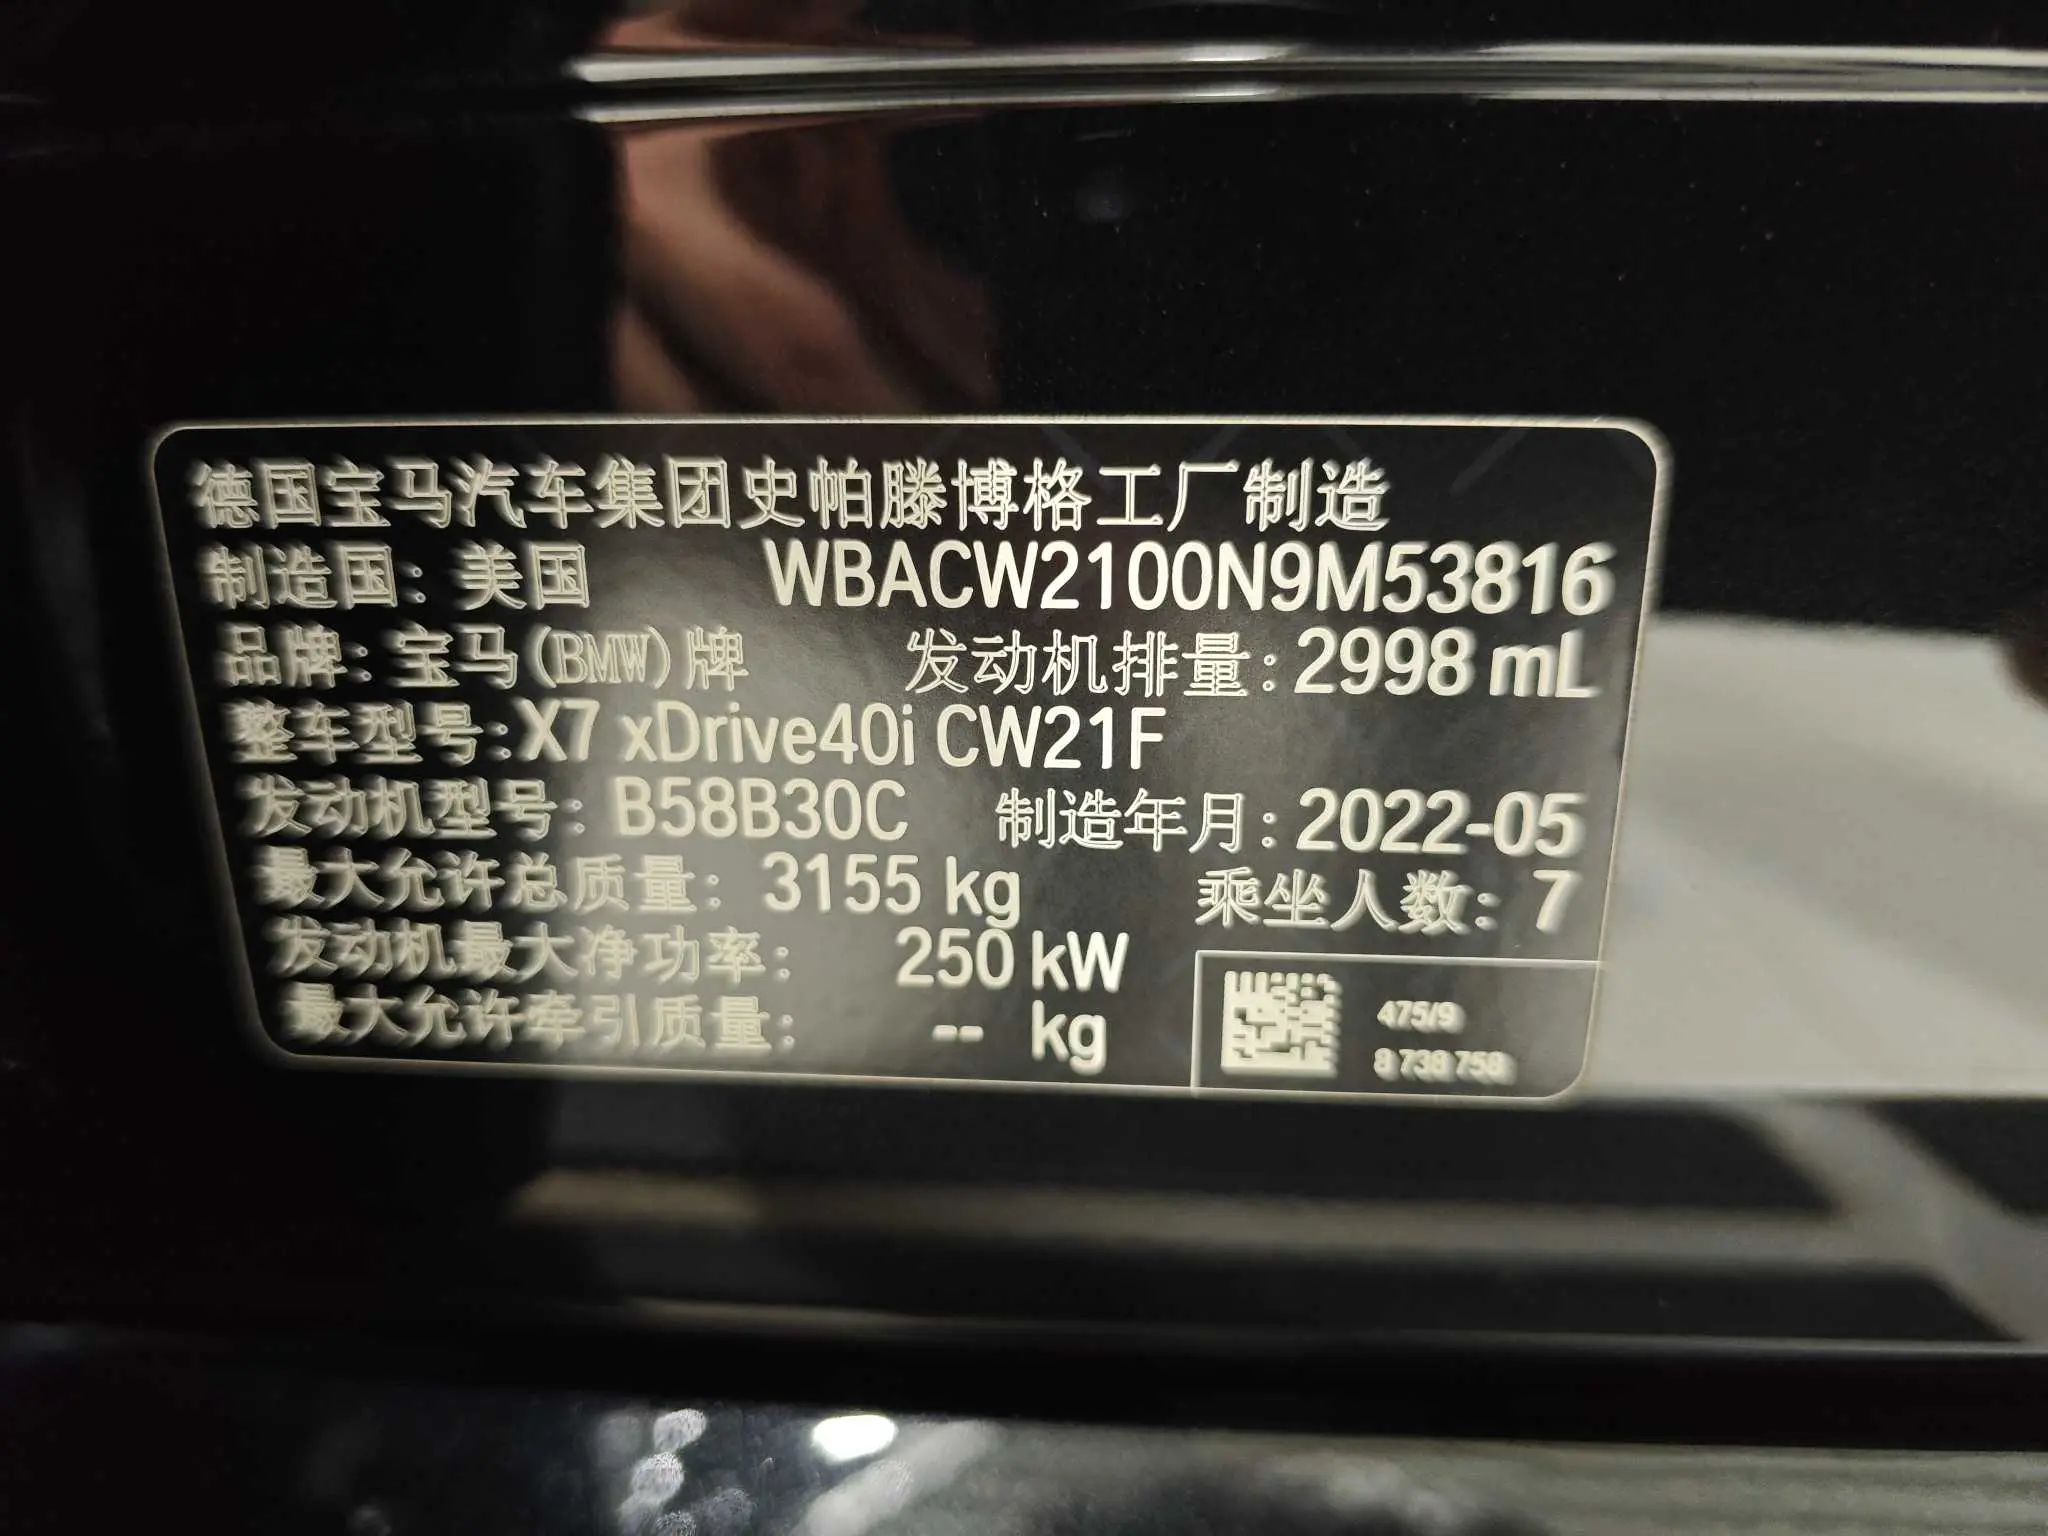 德国宝马汽车集团史帕滕博格工厂制造
制造国：美国 WBACW2100N9M53816
品牌：宝马(BMW)牌 发动机排量：2998 mL
整车型号：X7 xDrive40i CW21F
发动机型号：B58B30C 制造年月：2022-05
最大允许总质量：3155 kg 乘坐人数：7
发动机最大净功率：250 kW
最大允许牵引质量：-- kg
475/9
8 738 758